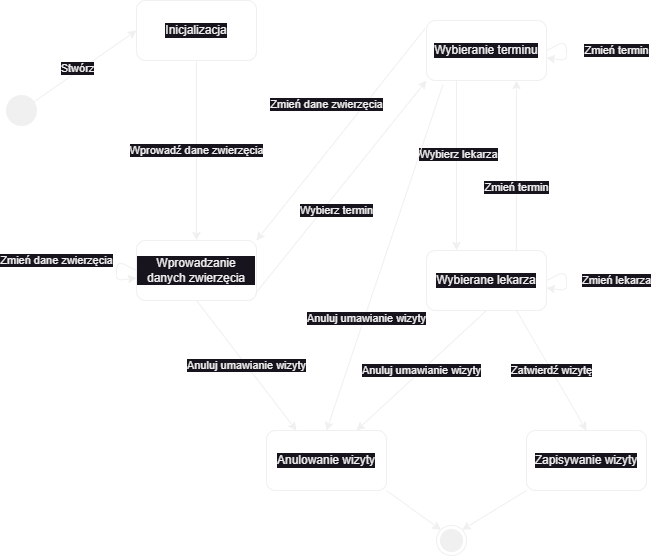 Inicjalizacja
Wybieranie terminu
Zmień termin
Stwórz
Zmień dane zwierzęcia
Wprowadź dane zwierzęcia
Wybierz lekarza
Zmień termin
Wybierz termin
Zmień dane zwierzęcia
Wprowadzanie
danych zwierzęcia
Wybierane lekarza
Zmień lekarza
Anuluj umawianie wizyty
Anuluj umawianie wizyty
Anuluj umawianie wizyty
Zatwierdź wizytę
Anulowanie wizyty
Zapisywanie wizyty